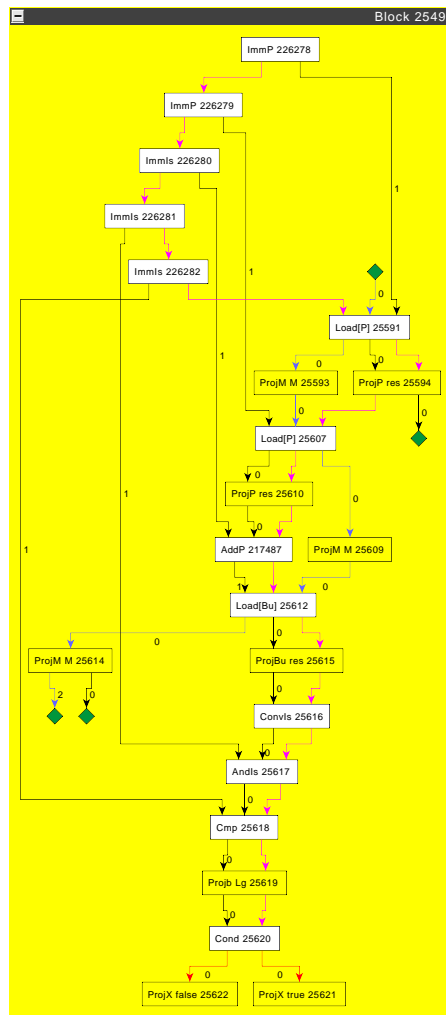 Block 2549
ImmP 226278
ImmP 226279
ImmIs 226280
1
ImmIs 226281
ImmIs 226282
1
0
Load[P] 25591
1
0
0
ProjM M 25593
ProjP res 25594
0
0
Load[P] 25607
0
ProjP res 25610
0
1
0
AddP 217487
ProjM M 25609
1
1
0
Load[Bu] 25612
0
0
ProjM M 25614
ProjBu res 25615
2
0
0
ConvIs 25616
0
AndIs 25617
0
Cmp 25618
0
Projb Lg 25619
0
Cond 25620
0
0
ProjX false 25622
ProjX true 25621